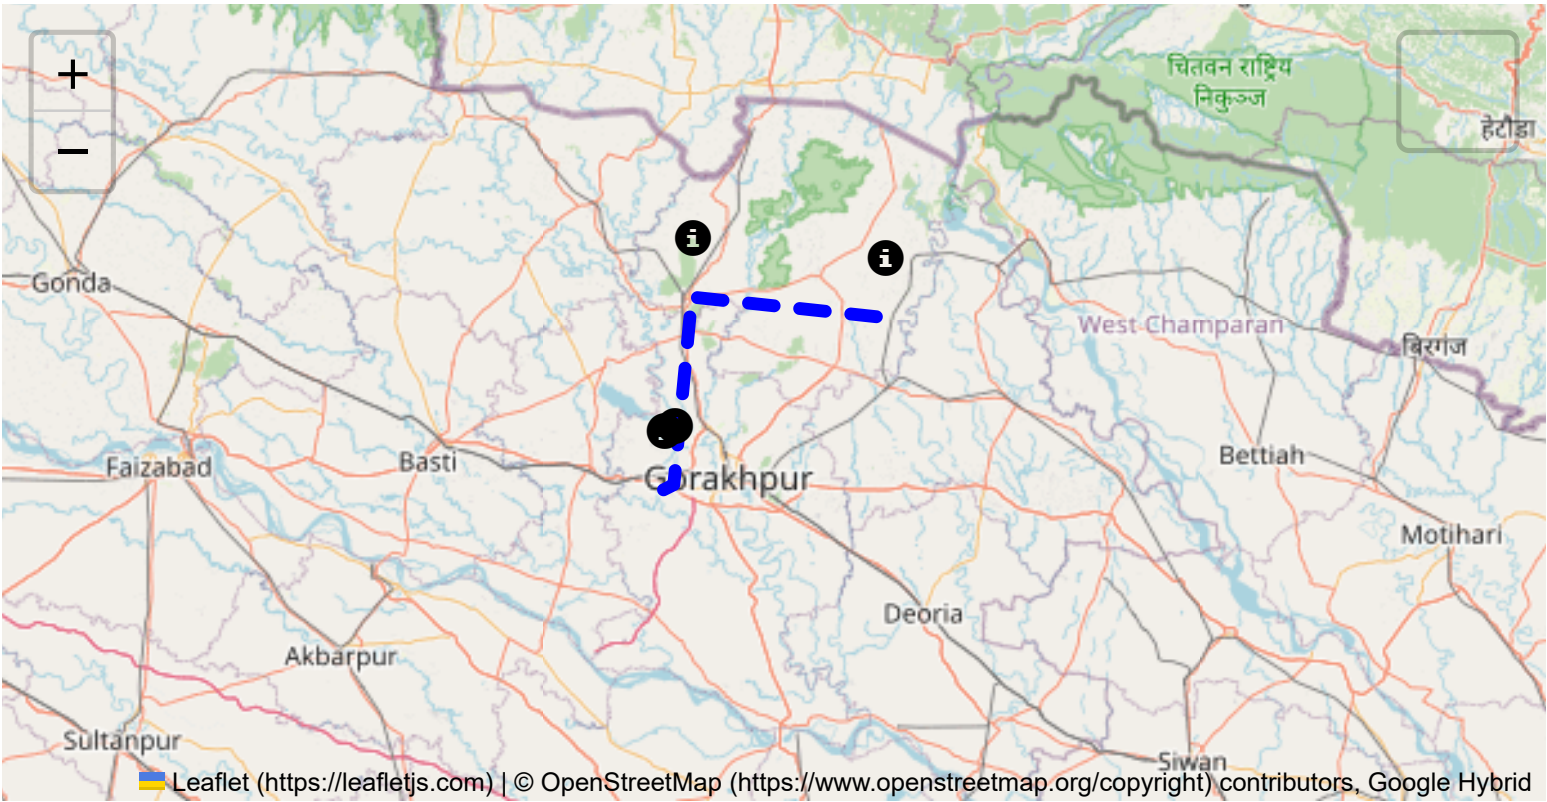 +
−
चितवन राष्ट्रिय
निकुञ्ज
हेटौडा
i
i
Gonda
West Champaran
बिरगंज
Faizabad
Basti
Gorakhpur
Bettiah
Motihari
Deoria
Akbarpur
Sultanpur
Siwan
Leaflet (https://leafletjs.com) | © OpenStreetMap (https://www.openstreetmap.org/copyright) contributors, Google Hybrid